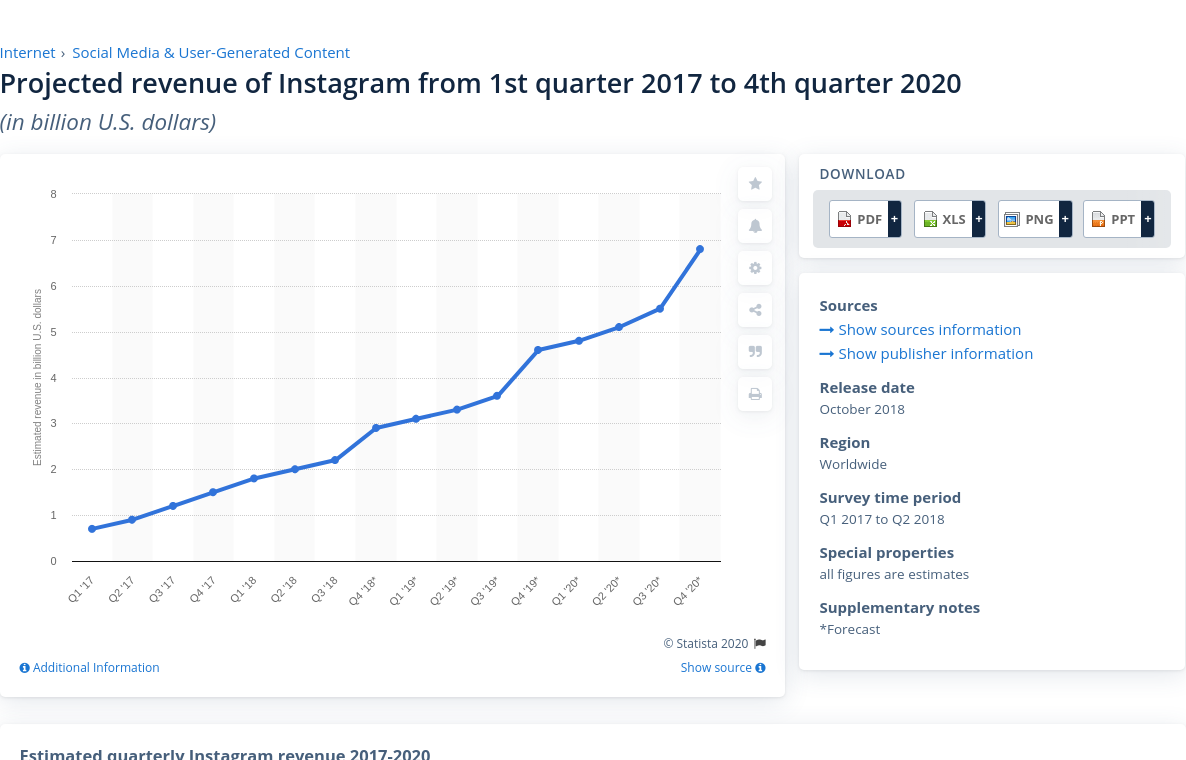 Internet › Social Media & User-Generated Content
Projected revenue of Instagram from 1st quarter 2017 to 4th quarter 2020
(in billion U.S. dollars)
Estimated revenue in billion U.S. dollars
8
7
6
5
4
3
2
1
0
Q1 '17
Q2 '17
Q3 '17
Q4 '17
Q1 '18
Q2 '18
Q3 '18
Q4 '18*
Q1 '19*
Q2 '19*
Q3 '19*
Q4 '19*
Q1 '20*
Q2 '20*
Q3 '20*
Q4 '20*
© Statista 2020
Additional Information
Show source
DOWNLOAD
PDF + XLS + PNG + PPT +
Sources
Show sources information
Show publisher information
Release date
October 2018
Region
Worldwide
Survey time period
Q1 2017 to Q2 2018
Special properties
all figures are estimates
Supplementary notes
*Forecast
Estimated quarterly Instagram revenue 2017-2020